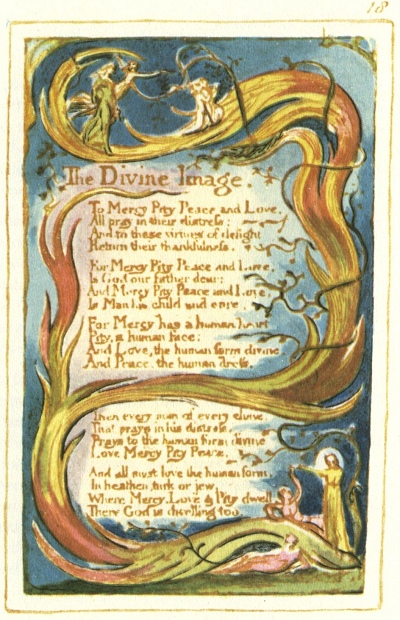 18
The Divine Image.
To Mercy Pity Peace and Love,
All pray in their distress:
And to these virtues of delight
Return their thankfulness.
For Mercy Pity Peace and Love,
Is God our father dear:
And Mercy Pity Peace and Love,
Is Man his child and care.
For Mercy has a human heart
Pity, a human face:
And Love, the human form divine
And Peace, the human dress.
Then every man of every clime,
That prays in his distress,
Prays to the human form divine
Love Mercy Pity Peace,
And all must love the human form,
In heathen, turk or jew,
Where Mercy, Love & Pity dwell,
There God is dwelling too